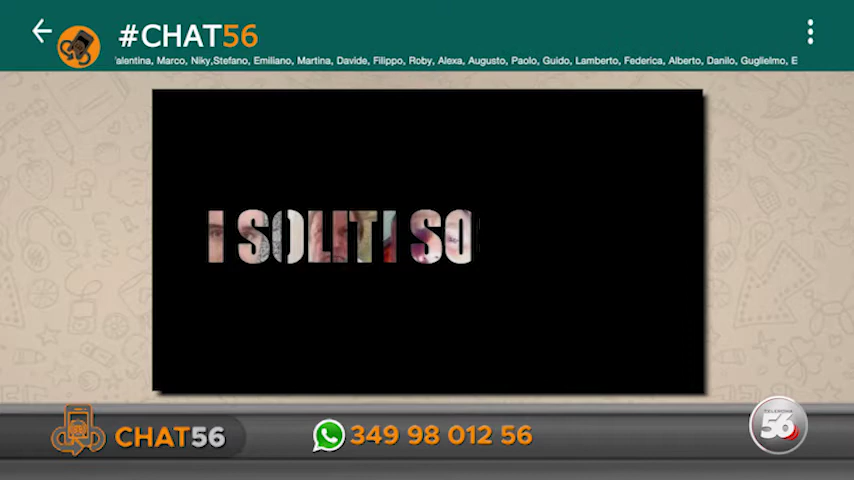 #CHAT56
alentina, Marco, Niky,Stefano, Emiliano, Martina, Davide, Filippo, Roby, Alexa, Augusto, Paolo, Guido, Lamberto, Federica, Alberto, Danilo, Guglielmo, E
I SOLITI SO
CHAT56
349 98 012 56
TELEROMA
56